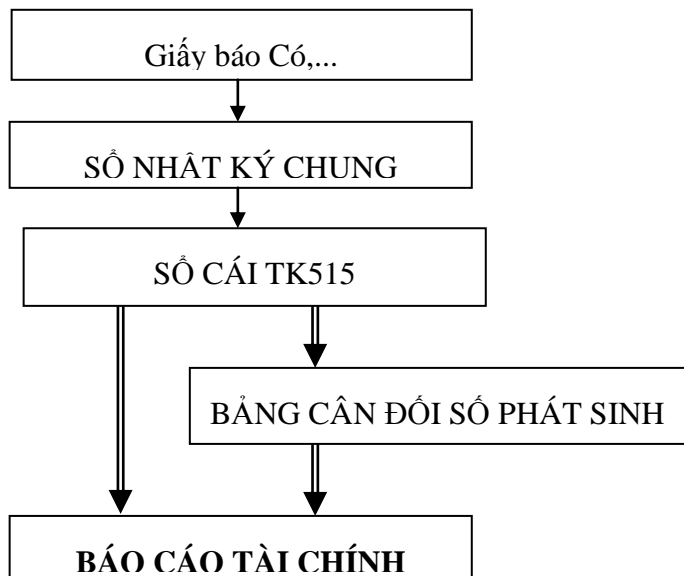 Giấy báo Có,...
SỔ NHÂT KÝ CHUNG
SỔ CÁI TK515
BẢNG CÂN ĐỐI SỐ PHÁT SINH
BÁO CÁO TÀI CHÍNH